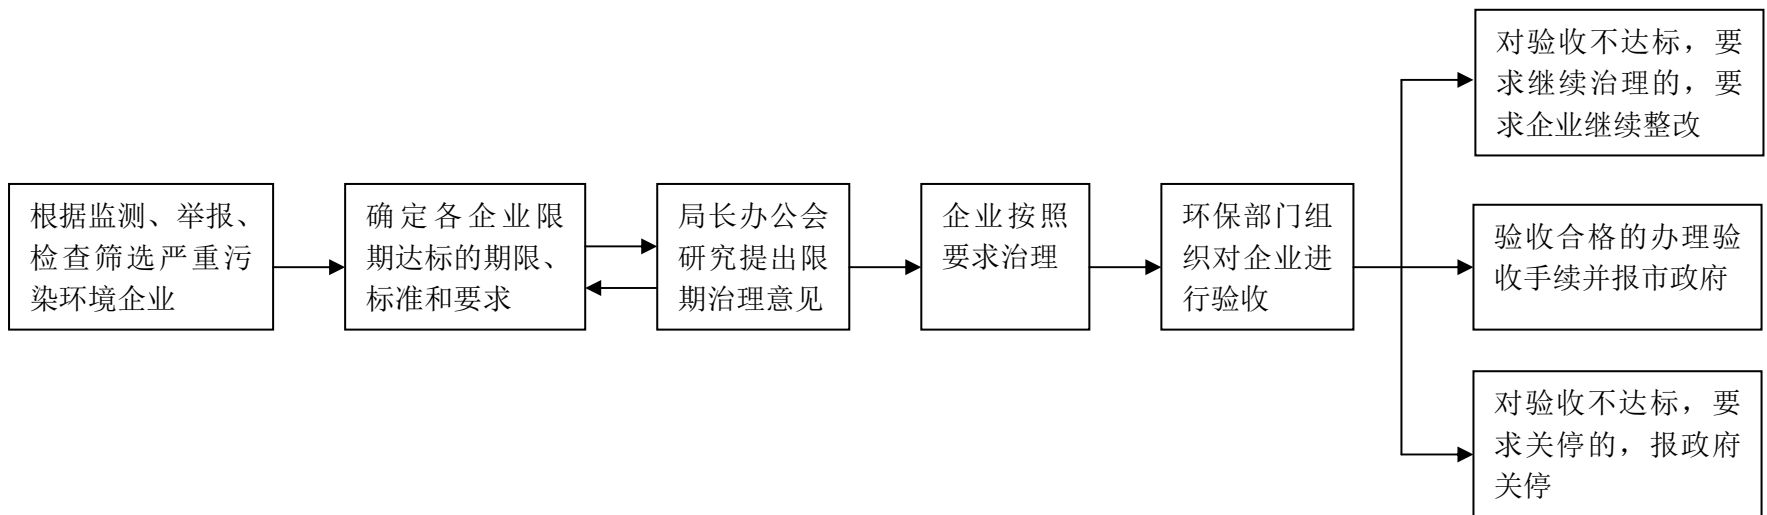 根据监测、举报、
检查筛选严重污
染环境企业
确定各企业限
期达标的期限、
标准和要求
局长办公会
研究提出限
期治理意见
企业按照
要求治理
环保部门组
织对企业进
行验收
对验收不达标，要
求继续治理的，要
求企业继续整改
验收合格的办理验
收手续并报市政府
对验收不达标，要
求关停的，报政府
关停